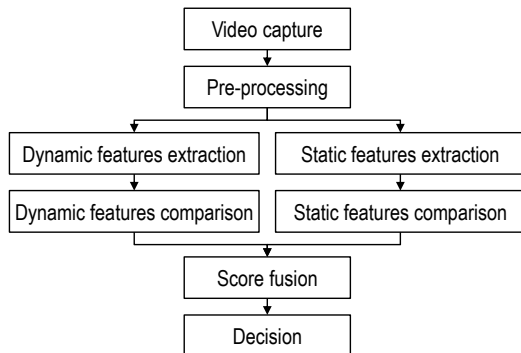 Video capture
Pre-processing
Dynamic features extraction
Static features extraction
Dynamic features comparison
Static features comparison
Score fusion
Decision